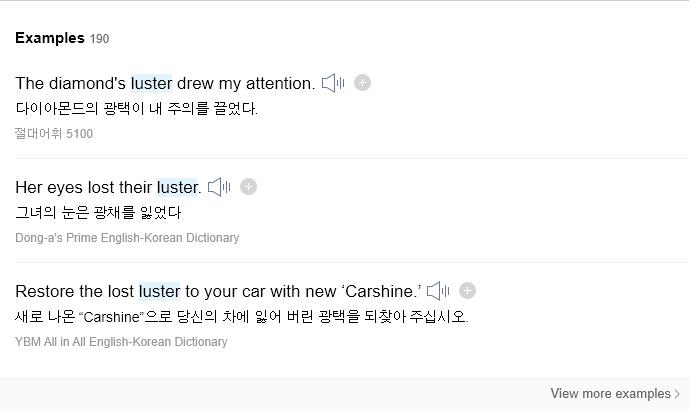 Examples 190
The diamond's luster drew my attention.
다이아몬드의 광택이 내 주의를 끌었다.
절대어휘 5100
Her eyes lost their luster.
그녀의 눈은 광채를 잃었다
Dong-a's Prime English-Korean Dictionary
Restore the lost luster to your car with new ‘Carshine.’
새로 나온 “Carshine”으로 당신의 차에 잃어 버린 광택을 되찾아 주십시오.
YBM All in All English-Korean Dictionary
View more examples >